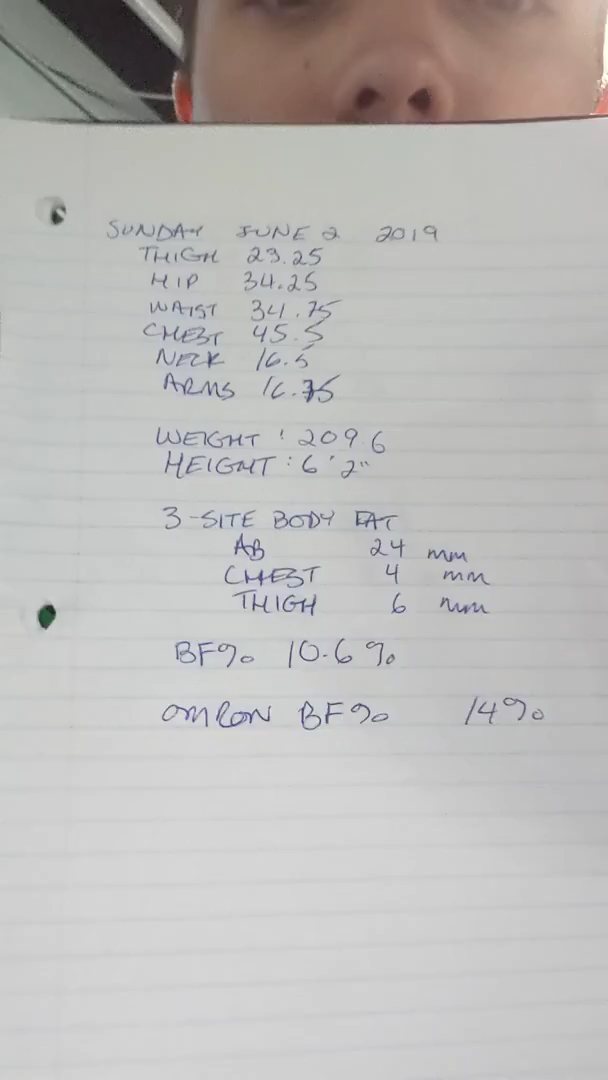 SUNDAY JUNE 2 2019
THIGH 23.25
HIP 34.25
WAIST 34.75
CHEST 45.5
NECK 16.5
ARMS 16.75
WEIGHT : 209 6
HEIGHT : 6'2"
3-SITE BODY FAT
AB 24 mm
CHEST 4 mm
THIGH 6 mm
BF% 10.6%
OMRON BF% 14%